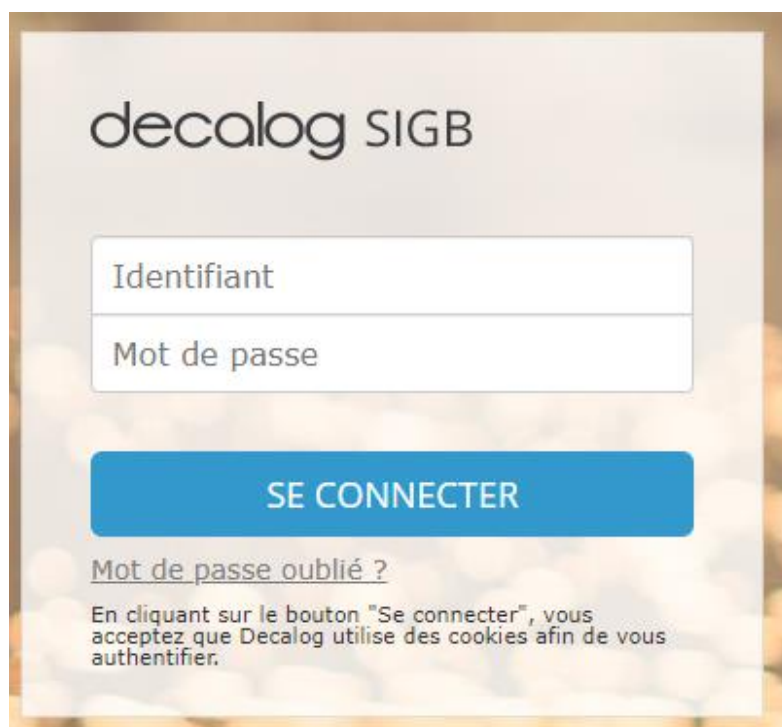 decalog SIGB
Identifiant
Mot de passe
SE CONNECTER
Mot de passe oublié ?
En cliquant sur le bouton "Se connecter", vous
acceptez que Decalog utilise des cookies afin de vous
authentifier.